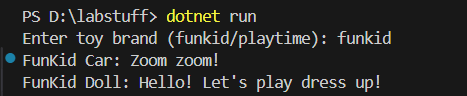 PS D:\labstuff> dotnet run
Enter toy brand (funkid/playtime): funkid
FunKid Car: Zoom zoom!
FunKid Doll: Hello! Let's play dress up!